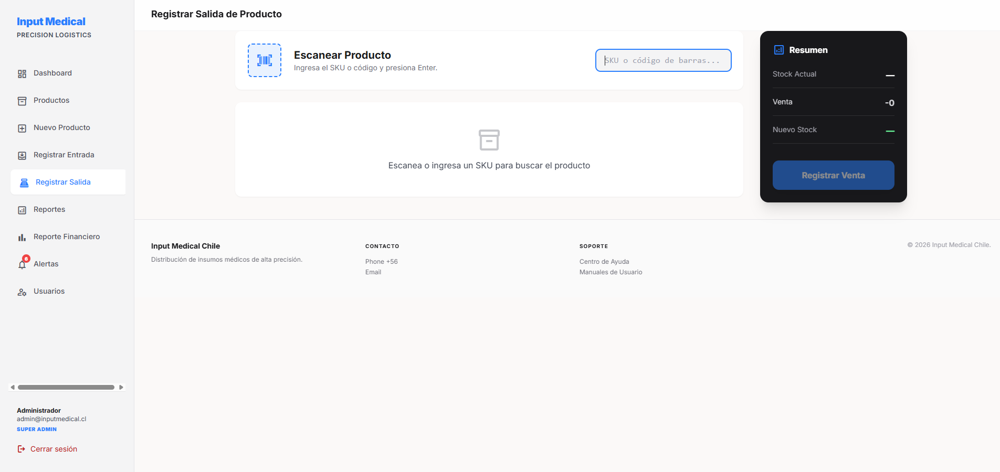 Input Medical
PRECISION LOGISTICS
Dashboard
Productos
Nuevo Producto
Registrar Entrada
Registrar Salida
Reportes
Reporte Financiero
6
Alertas
Usuarios
Administrador
admin@inputmedical.cl
SUPER ADMIN
Cerrar sesión
Registrar Salida de Producto
Escanear Producto
Ingresa el SKU o código y presiona Enter.
SKU o código de barras...
Escanea o ingresa un SKU para buscar el producto
Resumen
Stock Actual —
Venta -0
Nuevo Stock —
Registrar Venta
Input Medical Chile
Distribución de insumos médicos de alta precisión.
CONTACTO
Phone +56
Email
SOPORTE
Centro de Ayuda
Manuales de Usuario
© 2026 Input Medical Chile.